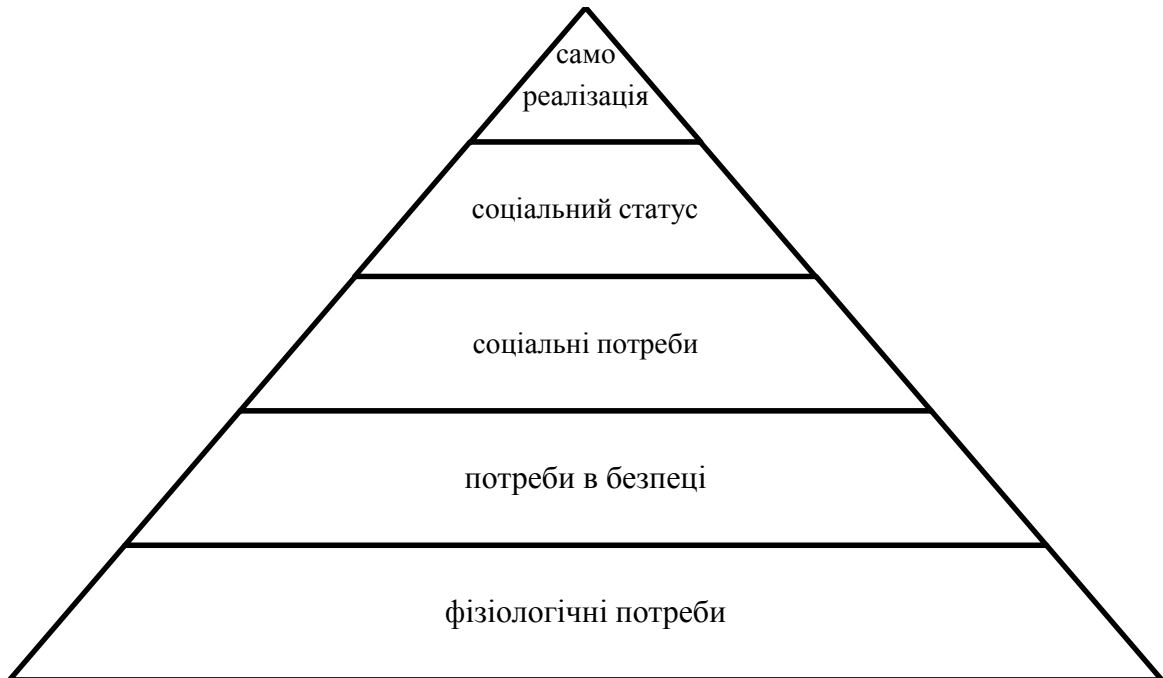 само
реалізація
соціальний статус
соціальні потреби
потреби в безпеці
фізіологічні потреби